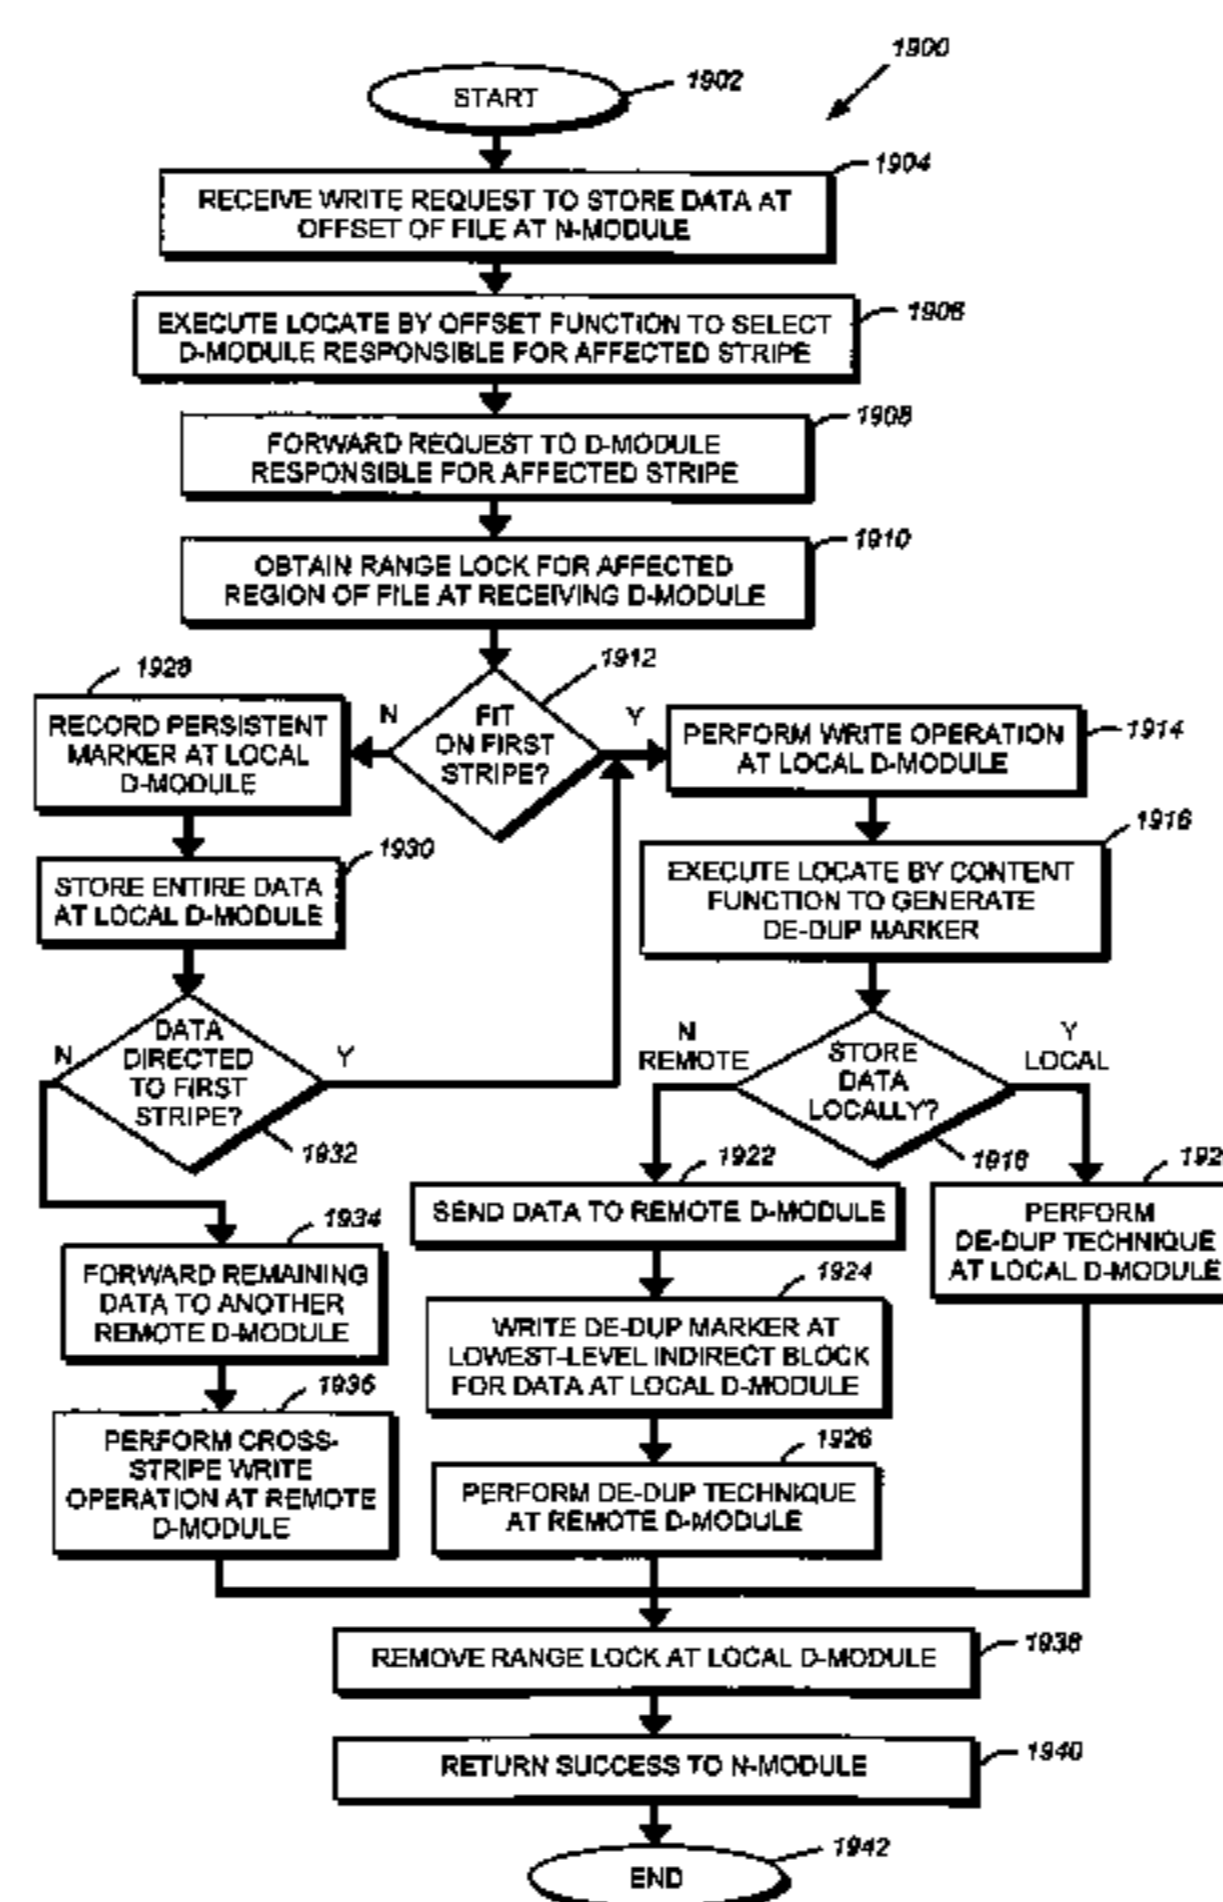 1900
START
1902
1904
RECEIVE WRITE REQUEST TO STORE DATA AT
OFFSET OF FILE AT N-MODULE
1906
EXECUTE LOCATE BY OFFSET FUNCTION TO SELECT
D-MODULE RESPONSIBLE FOR AFFECTED STRIPE
1908
FORWARD REQUEST TO D-MODULE
RESPONSIBLE FOR AFFECTED STRIPE
1910
OBTAIN RANGE LOCK FOR AFFECTED
REGION OF FILE AT RECEIVING D-MODULE
1912
FIT
ON FIRST
STRIPE?
N
Y
1928
RECORD PERSISTENT
MARKER AT LOCAL
D-MODULE
1914
PERFORM WRITE OPERATION
AT LOCAL D-MODULE
1930
STORE ENTIRE DATA
AT LOCAL D-MODULE
1916
EXECUTE LOCATE BY CONTENT
FUNCTION TO GENERATE
DE-DUP MARKER
DATA
DIRECTED
TO FIRST
STRIPE?
N
Y
1932
N
REMOTE
STORE
DATA
LOCALLY?
Y
LOCAL
1918
1922
SEND DATA TO REMOTE D-MODULE
192
PERFORM
DE-DUP TECHNIQUE
AT LOCAL D-MODULE
1934
FORWARD REMAINING
DATA TO ANOTHER
REMOTE D-MODULE
1924
WRITE DE-DUP MARKER AT
LOWEST-LEVEL INDIRECT BLOCK
FOR DATA AT LOCAL D-MODULE
1936
PERFORM CROSS-
STRIPE WRITE
OPERATION AT REMOTE
D-MODULE
1926
PERFORM DE-DUP TECHNIQUE
AT REMOTE D-MODULE
1938
REMOVE RANGE LOCK AT LOCAL D-MODULE
1940
RETURN SUCCESS TO N-MODULE
1942
END